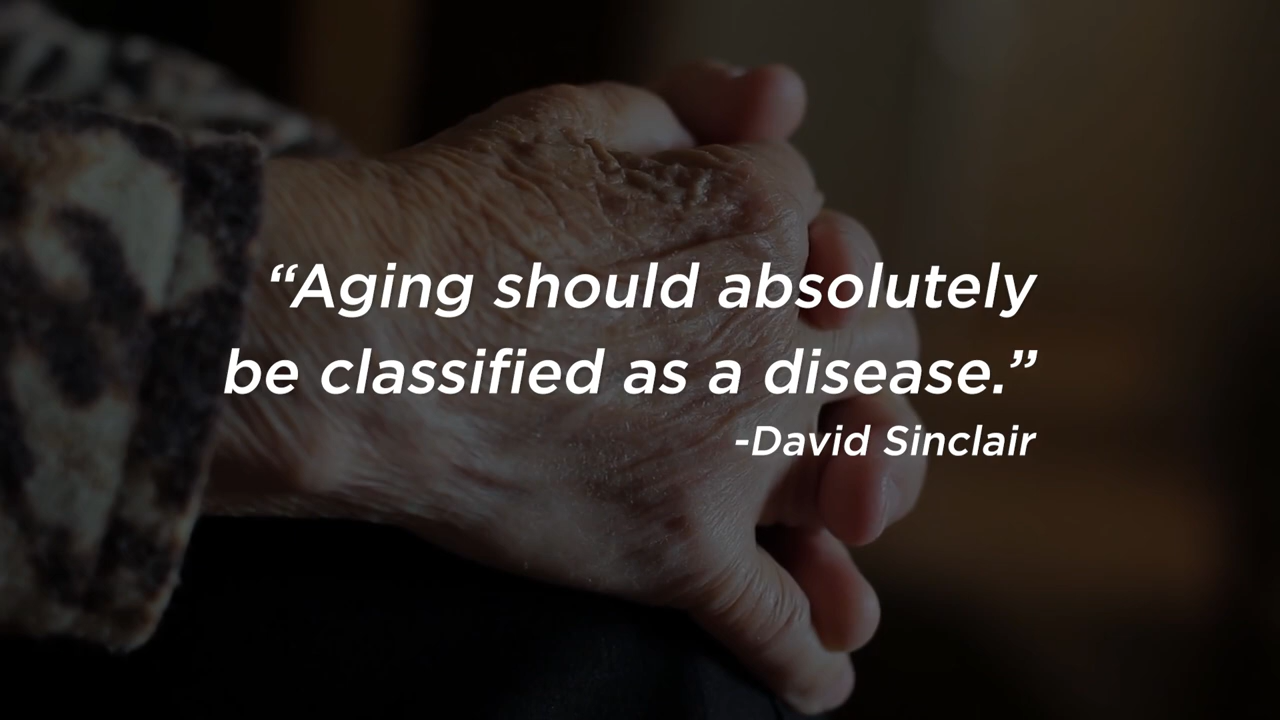 “Aging should absolutely
be classified as a disease.”
-David Sinclair